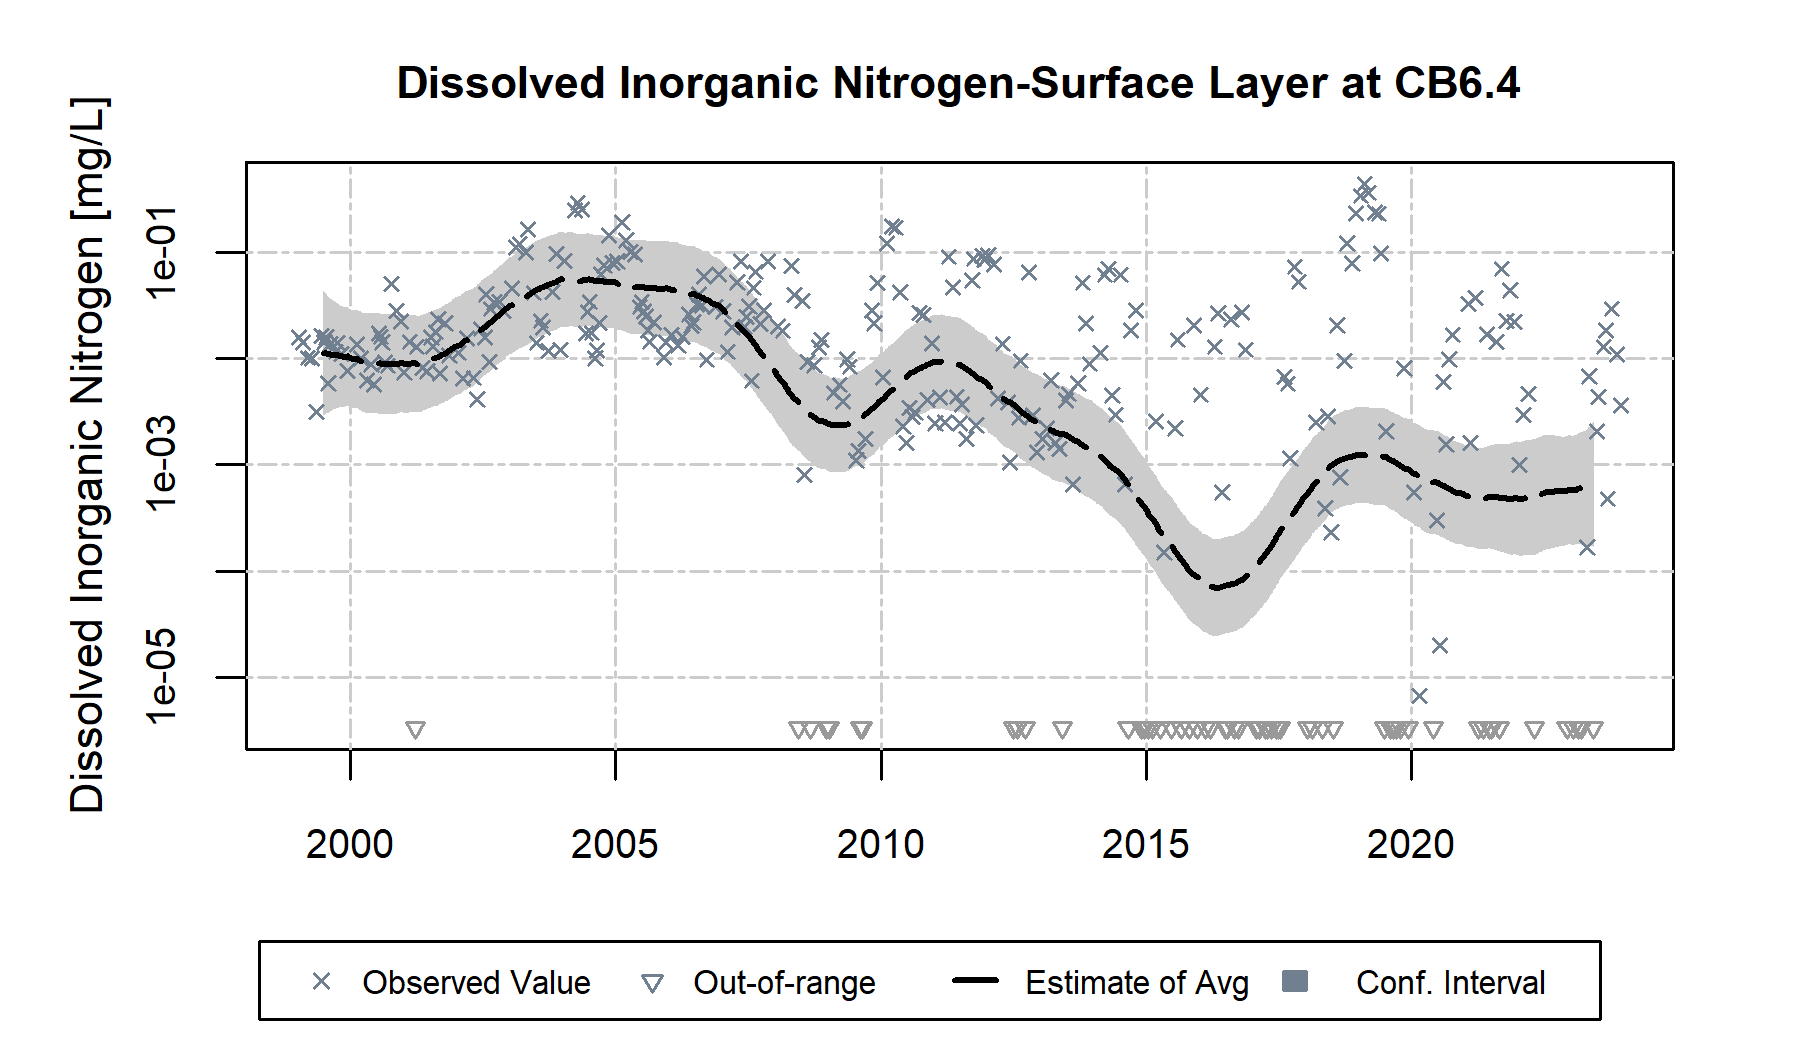 Dissolved Inorganic Nitrogen-Surface Layer at CB6.4
Dissolved Inorganic Nitrogen [mg/L]
1e-01
1e-03
1e-05
2000 2005 2010 2015 2020
Observed Value Out-of-range Estimate of Avg Conf. Interval